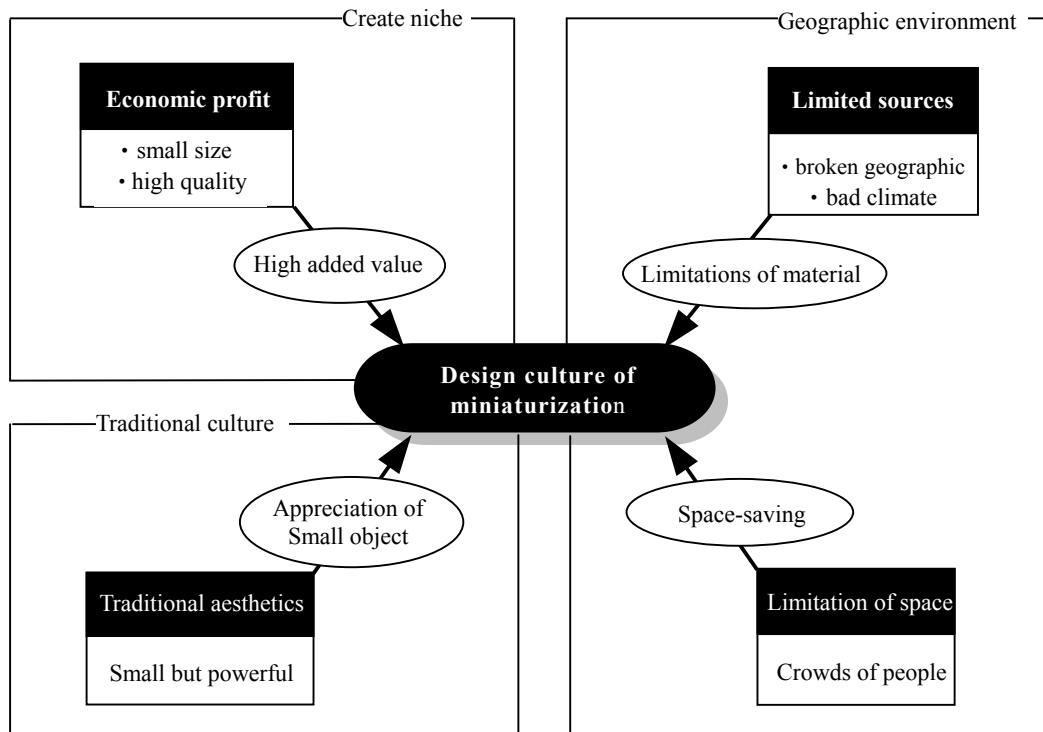 Create niche
Economic profit
・small size
・high quality
High added value
Geographic environment
Limited sources
・broken geographic
・bad climate
Limitations of material
Design culture of
miniaturization
Traditional culture
Appreciation of
Small object
Traditional aesthetics
Small but powerful
Space-saving
Limitation of space
Crowds of people